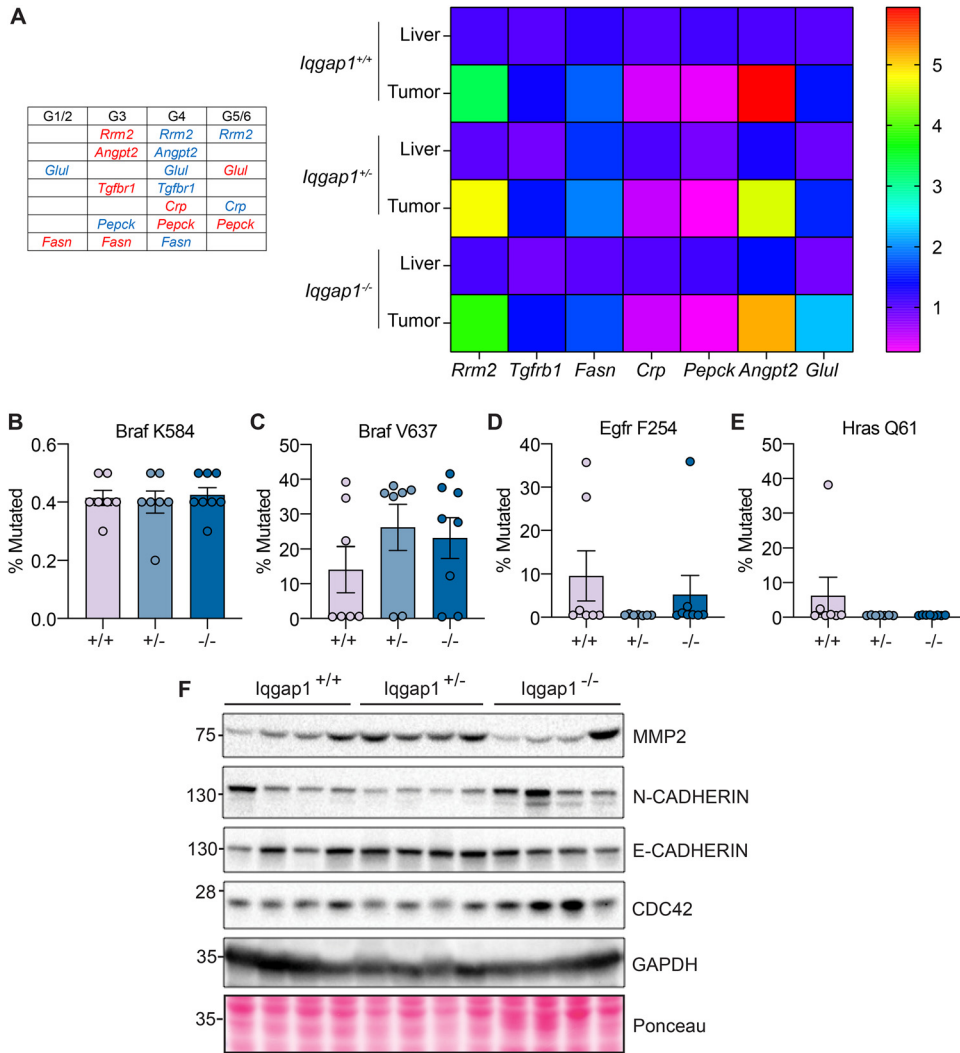 A
G1/2 G3 G4 G5/6
Rrm2 Rrm2 Rrm2
Angpt2 Angpt2
Glul Glul Glul
Tgfbr1 Tgfbr1
Crp Crp
Pepck Pepck Pepck
Fasn Fasn Fasn
Iqgap1+/+
Liver
Tumor
Iqgap1+/-
Liver
Tumor
Iqgap1-/-
Liver
Tumor
Rrm2 Tgfrb1 Fasn Crp Pepck Angpt2 Glul
5
4
3
2
1
B
Braf K584
% Mutated
0.6
0.4
0.2
0.0
+/+ +/- -/-
C
Braf V637
% Mutated
50
40
30
20
10
0
+/+ +/- -/-
D
Egfr F254
% Mutated
40
30
20
10
0
+/+ +/- -/-
E
Hras Q61
% Mutated
50
40
30
20
10
0
+/+ +/- -/-
F
Iqgap1 +/+ Iqgap1 +/- Iqgap1 -/-
75 MMP2
130 N-CADHERIN
130 E-CADHERIN
28 CDC42
35 GAPDH
35 Ponceau